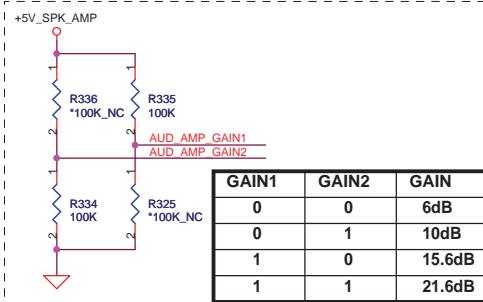 +5V_SPK_AMP
1
1
R336
*100K_NC
R335
100K
2
2
AUD_AMP_GAIN1
AUD_AMP_GAIN2
1
1
R334
100K
R325
*100K_NC
2
2
GAIN1 GAIN2 GAIN
0 0 6dB
0 1 10dB
1 0 15.6dB
1 1 21.6dB